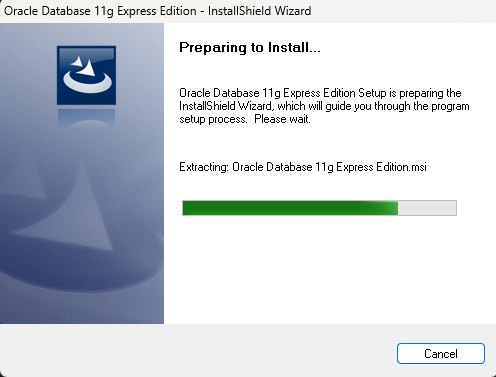 Oracle Database 11g Express Edition - InstallShield Wizard
Preparing to Install...
Oracle Database 11g Express Edition Setup is preparing the
InstallShield Wizard, which will guide you through the program
setup process. Please wait.
Extracting: Oracle Database 11g Express Edition.msi
Cancel